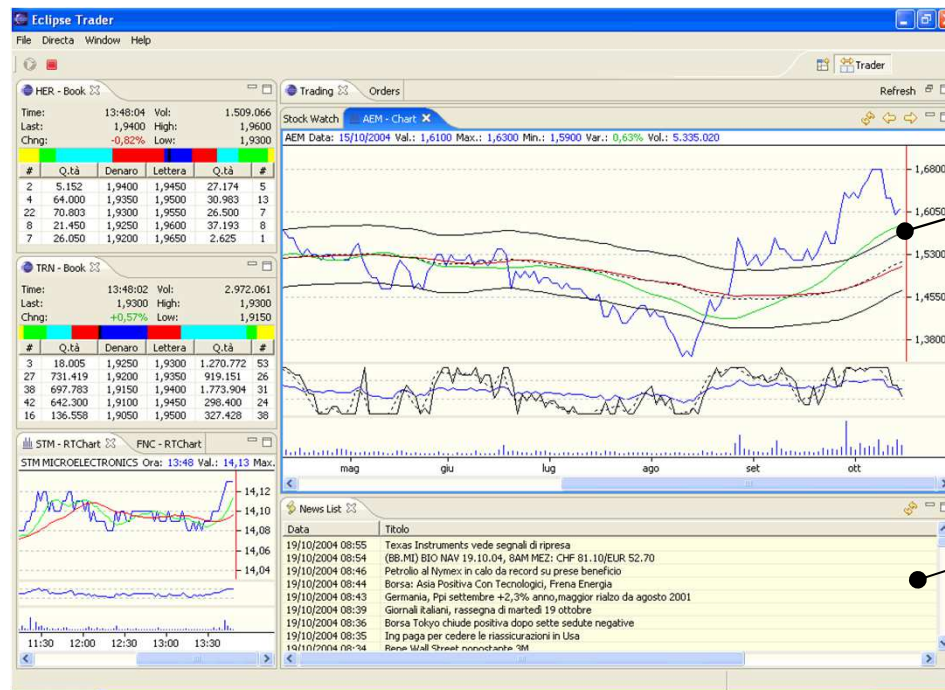 Eclipse Trader
File Directa Window Help
Trader
HER - Book
Time: 13:48:04 Vol: 1.509.066
Last: 1,9400 High: 1,9600
Chng: -0,82% Low: 1,9300
# Q.tà Denaro Lettera Q.tà #
2 5.152 1,9400 1,9450 27.174 5
4 64.000 1,9350 1,9500 30.983 13
22 70.803 1,9300 1,9550 26.500 7
8 21.450 1,9250 1,9600 37.193 8
7 26.050 1,9200 1,9650 2.625 1
TRN - Book
Time: 13:48:02 Vol: 2.972.061
Last: 1,9300 High: 1,9300
Chng: +0,57% Low: 1,9150
# Q.tà Denaro Lettera Q.tà #
3 18.005 1,9250 1,9300 1.270.772 53
27 731.419 1,9200 1,9350 919.151 26
38 697.783 1,9150 1,9400 1.773.904 31
42 642.300 1,9100 1,9450 298.400 24
16 136.558 1,9050 1,9500 327.428 38
STM - RTChart FNC - RTChart
STM MICROELECTRONICS Ora: 13:48 Val.: 14,13 Max.
14,12
14,10
14,08
14,06
14,04
11:30 12:00 12:30 13:00 13:30
Trading Orders Refresh
Stock Watch AEM - Chart
AEM Data: 15/10/2004 Val.: 1,6100 Max.: 1,6300 Min.: 1,5900 Var.: 0,63% Vol.: 5.335.020
1,6800
1,6050
1,5300
1,4550
1,3800
mag giu lug ago set ott
News List
Data Titolo
19/10/2004 08:55 Texas Instruments vede segnali di ripresa
19/10/2004 08:54 (BB.MI) BIO NAV 19.10.04, 8AM MEZ: CHF 81.10/EUR 52.70
19/10/2004 08:46 Petrolio al Nymex in calo da record su prese beneficio
19/10/2004 08:44 Borsa: Asia Positiva Con Tecnologici, Frena Energia
19/10/2004 08:43 Germania, Ppi settembre +2,3% anno,maggior rialzo da agosto 2001
19/10/2004 08:39 Giornali italiani, rassegna di martedì 19 ottobre
19/10/2004 08:36 Borsa Tokyo chiude positiva dopo sette sedute negative
19/10/2004 08:35 Ing paga per cedere le riassicurazioni in Usa
19/10/2004 08:34 Bene Wall Street nonostante 3M